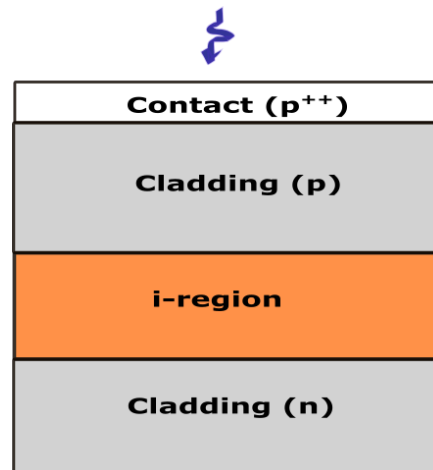 Contact (p⁺⁺)
Cladding (p)
i-region
Cladding (n)